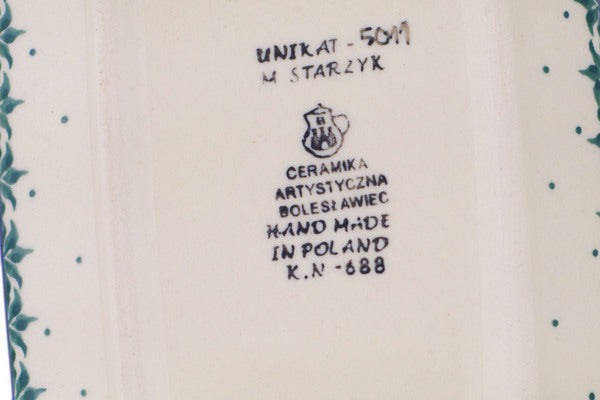 UNIKAT - 5011
M STARZYK
CERAMIKA
ARTYSTYCZNA
BOLESŁAWIEC
HAND MADE
IN POLAND
K.N -688